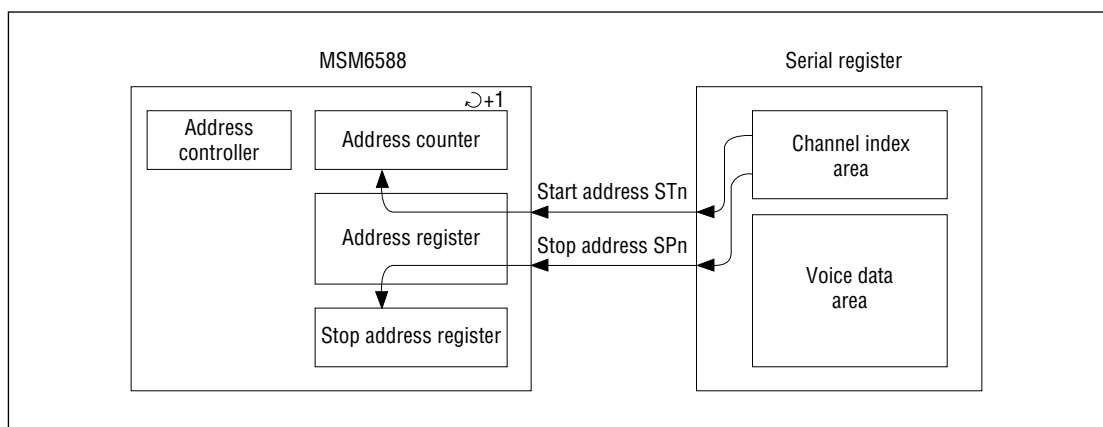 MSM6588
Serial register
+1
Address
controller
Address counter
Channel index
area
Start address STn
Address register
Stop address SPn
Voice data
area
Stop address register